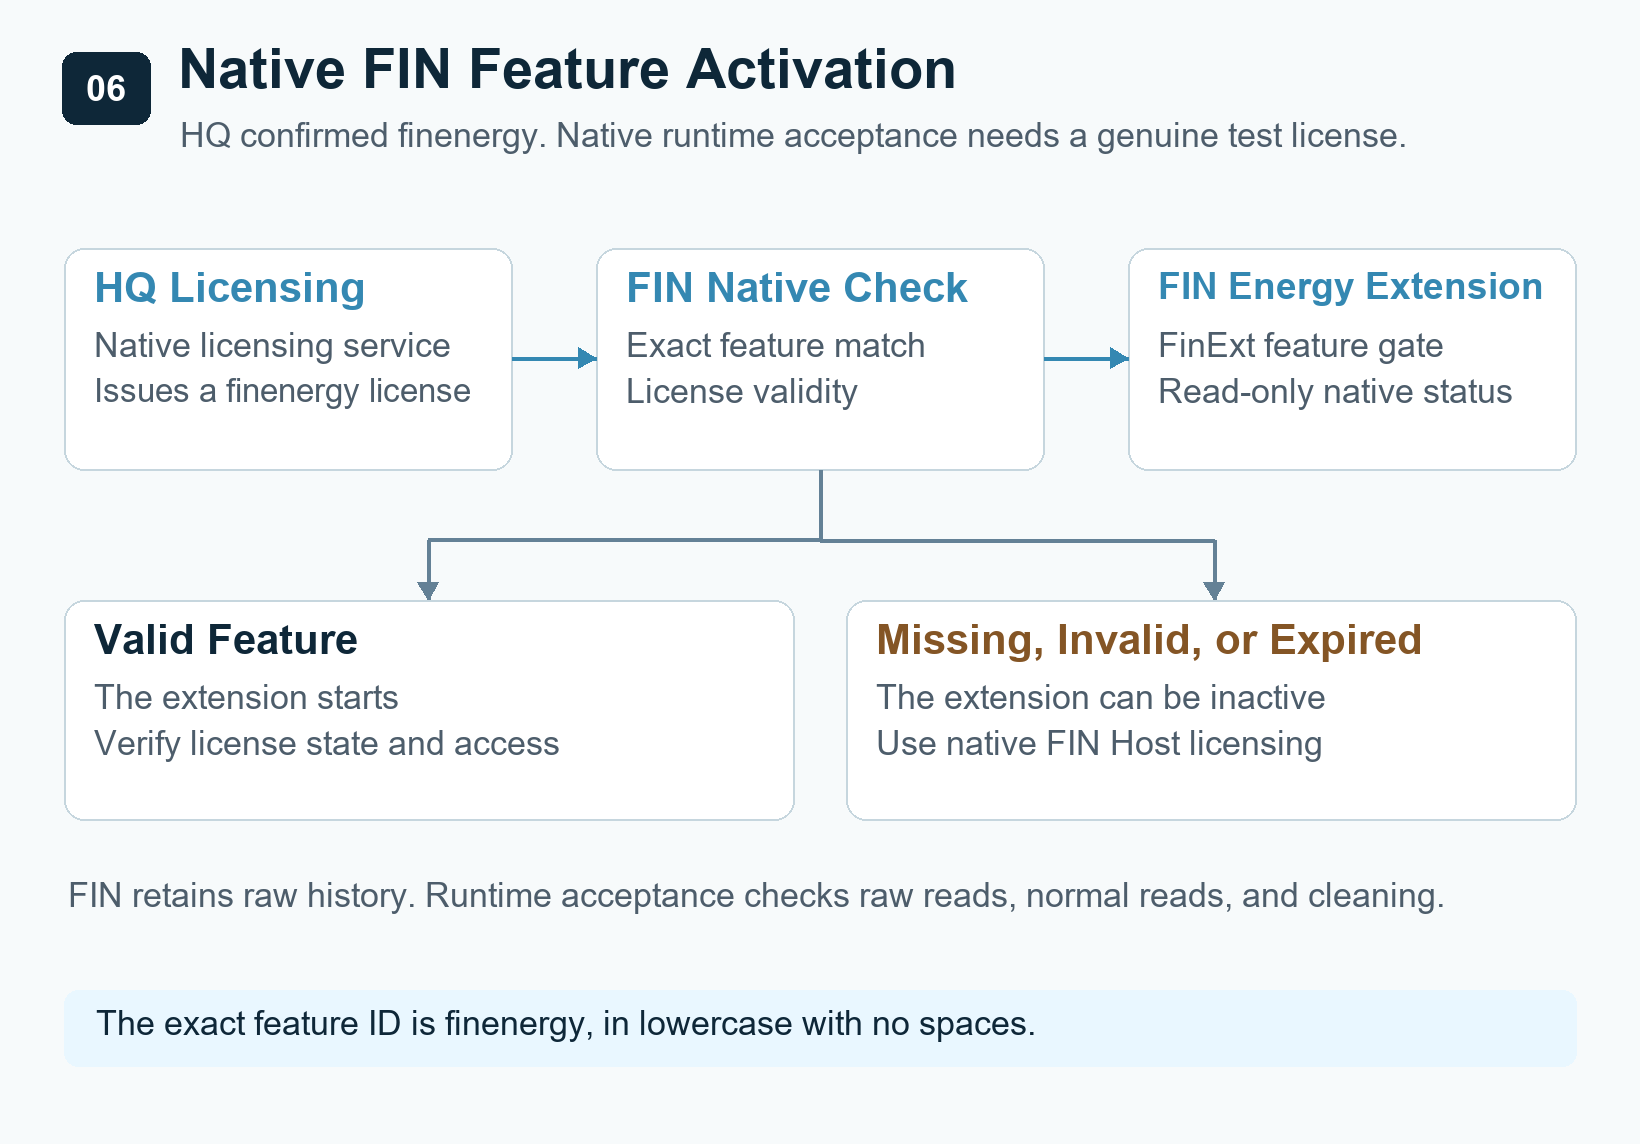 06
Native FIN Feature Activation
HQ confirmed finenergy. Native runtime acceptance needs a genuine test license.
HQ Licensing
Native licensing service
Issues a finenergy license
FIN Native Check
Exact feature match
License validity
FIN Energy Extension
FinExt feature gate
Read-only native status
Valid Feature
The extension starts
Verify license state and access
Missing, Invalid, or Expired
The extension can be inactive
Use native FIN Host licensing
FIN retains raw history. Runtime acceptance checks raw reads, normal reads, and cleaning.
The exact feature ID is finenergy, in lowercase with no spaces.